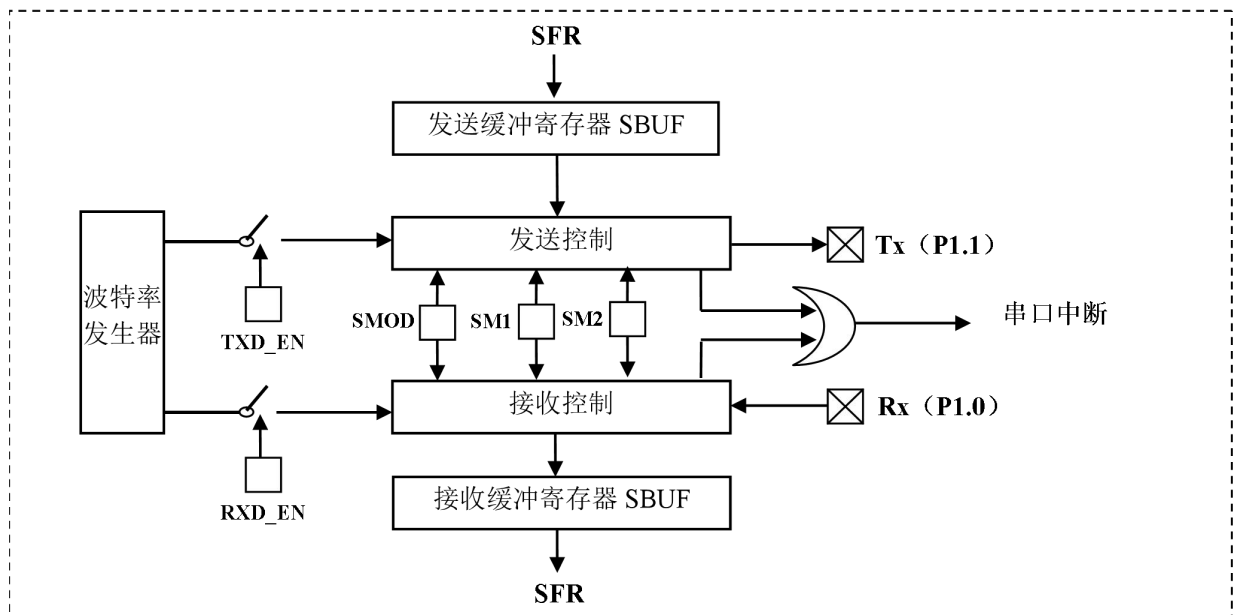 SFR
发送缓冲寄存器 SBUF
发送控制
Tx（P1.1）
波特率
发生器
TXD_EN
SMOD
SM1
SM2
串口中断
接收控制
Rx（P1.0）
RXD_EN
接收缓冲寄存器 SBUF
SFR